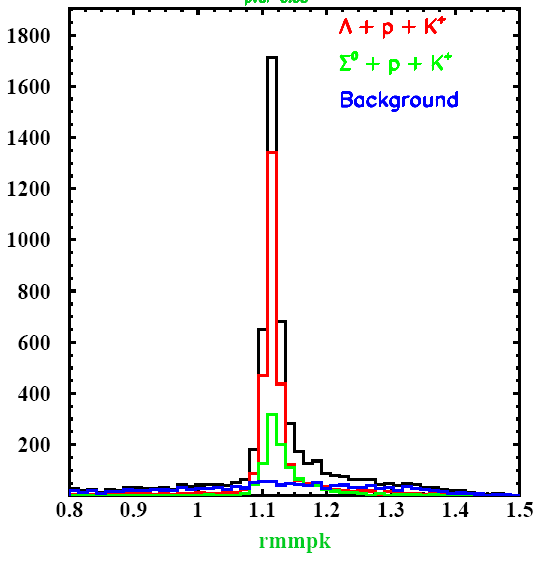 Λ + p + K⁺
Σ⁰ + p + K⁺
Background
1800
1600
1400
1200
1000
800
600
400
200
0.8 0.9 1 1.1 1.2 1.3 1.4 1.5
rmmpk